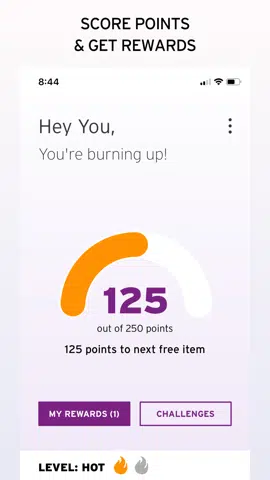 SCORE POINTS
& GET REWARDS
8:44
Hey You,
You're burning up!
125
out of 250 points
125 points to next free item
MY REWARDS (1)
CHALLENGES
LEVEL: HOT